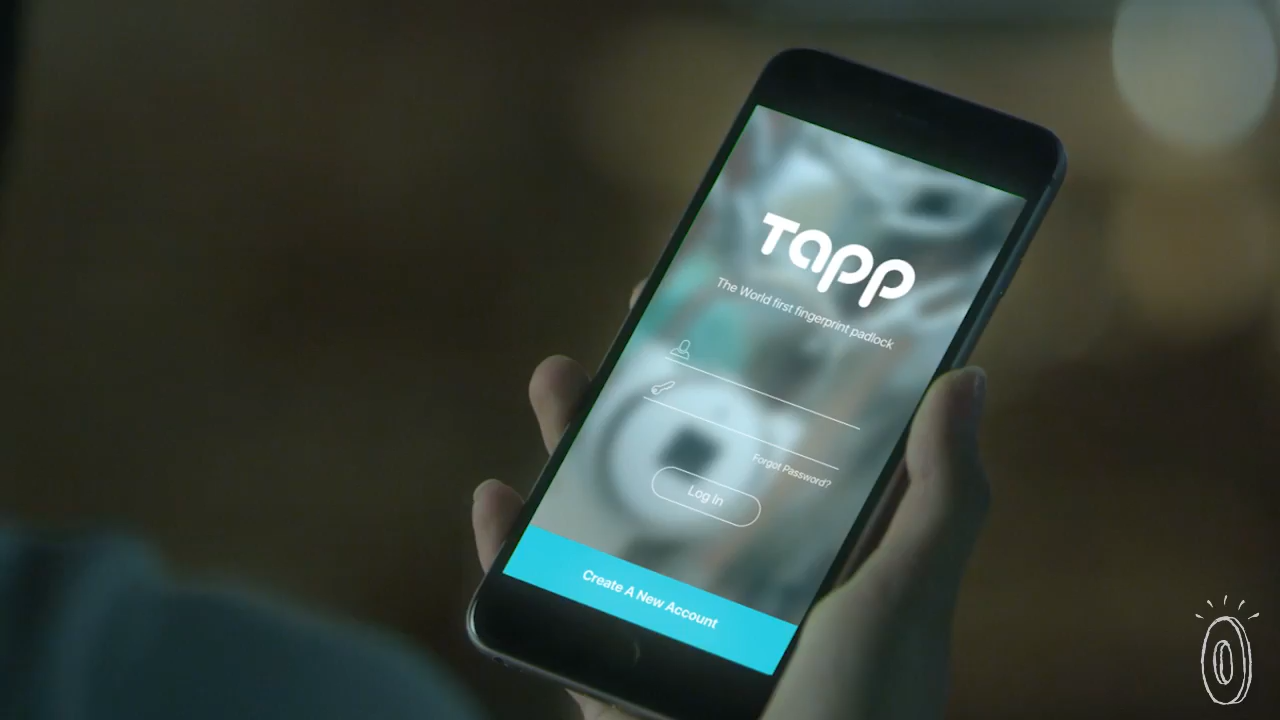 Tapp
The World first fingerprint padlock
Forgot Password?
Log In
Create A New Account